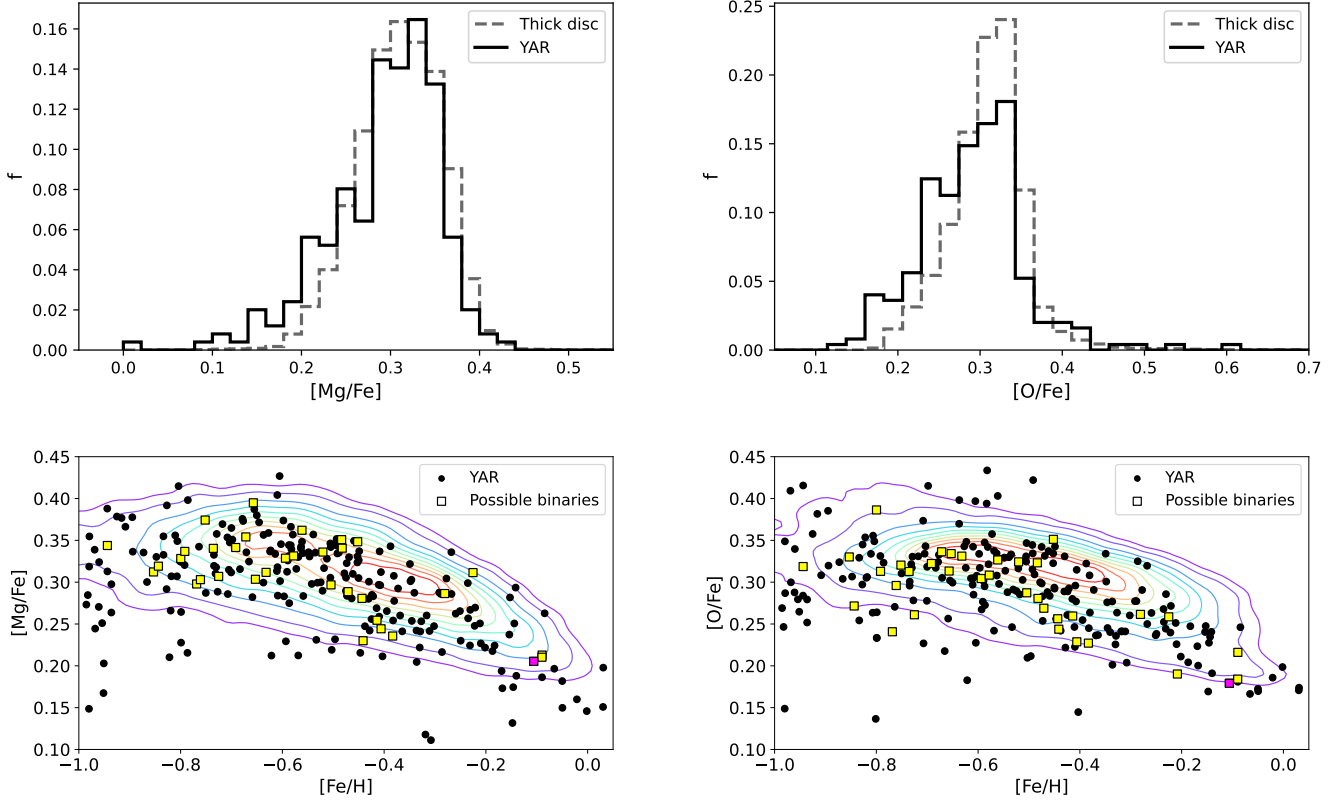 Thick disc
YAR
0.16
0.14
0.12
0.10
0.08
0.06
0.04
0.02
0.00
f
0.0 0.1 0.2 0.3 0.4 0.5
[Mg/Fe]
Thick disc
YAR
0.25
0.20
0.15
0.10
0.05
0.00
f
0.1 0.2 0.3 0.4 0.5 0.6 0.7
[O/Fe]
YAR
Possible binaries
0.45
0.40
0.35
0.30
0.25
0.20
0.15
0.10
[Mg/Fe]
−1.0 −0.8 −0.6 −0.4 −0.2 0.0
[Fe/H]
YAR
Possible binaries
0.45
0.40
0.35
0.30
0.25
0.20
0.15
0.10
[O/Fe]
−1.0 −0.8 −0.6 −0.4 −0.2 0.0
[Fe/H]